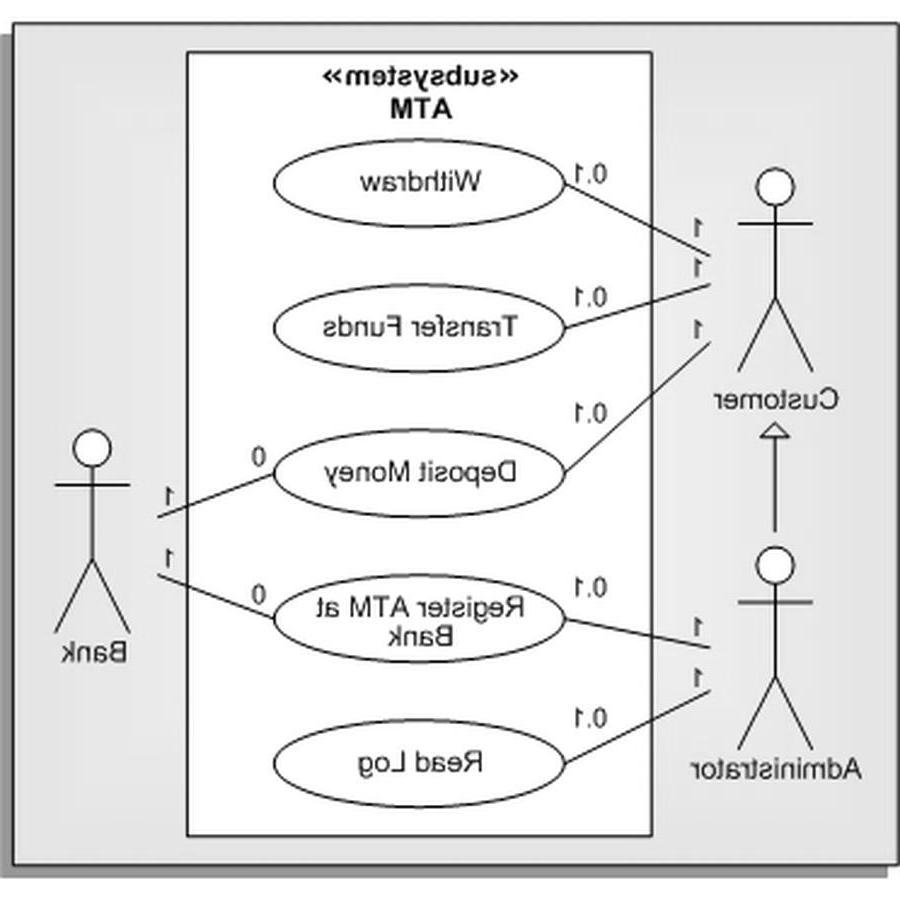 «subsystem»
ATM
Withdraw
0.1
1
1
Transfer Funds
0.1
1
Customer
Deposit Money
0.1
0
1
Register ATM at
Bank
0.1
0
1
1
Bank
1
Read Log
0.1
Administrator